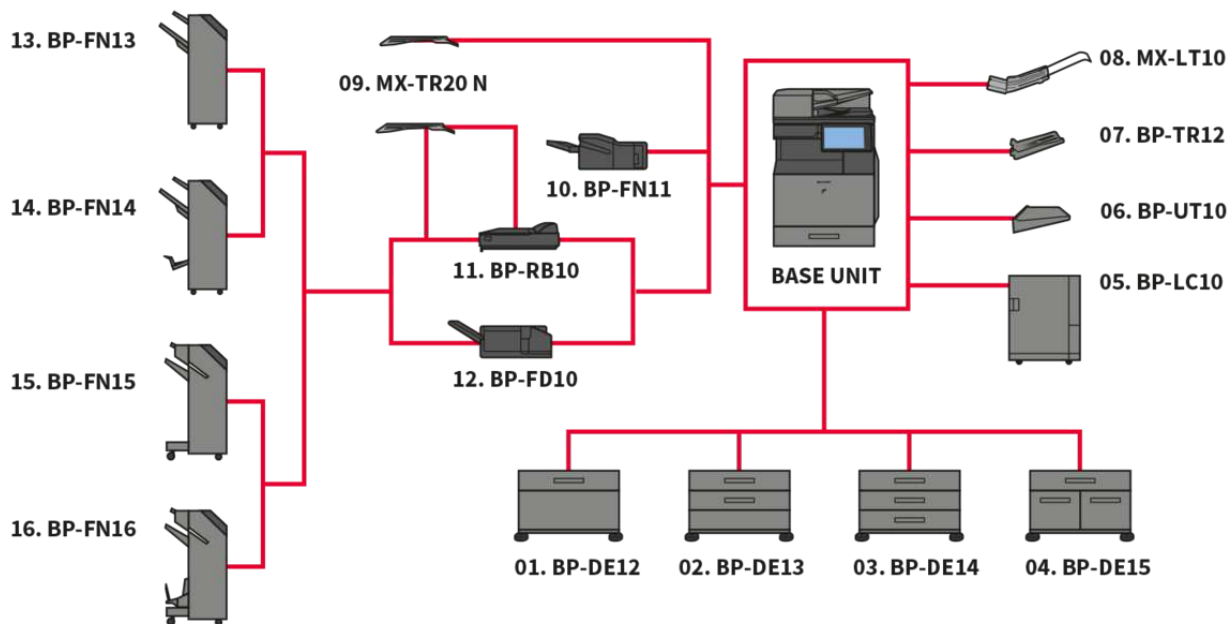 13. BP-FN13
09. MX-TR20 N
08. MX-LT10
07. BP-TR12
14. BP-FN14
10. BP-FN11
06. BP-UT10
11. BP-RB10
BASE UNIT
05. BP-LC10
12. BP-FD10
15. BP-FN15
16. BP-FN16
01. BP-DE12
02. BP-DE13
03. BP-DE14
04. BP-DE15